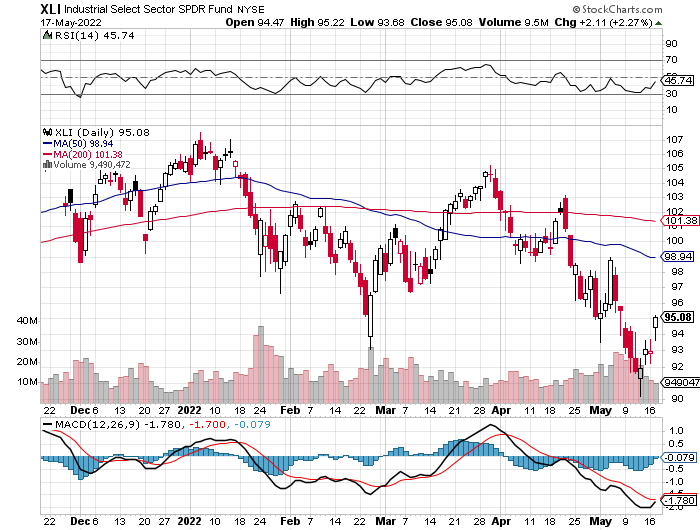 XLI Industrial Select Sector SPDR Fund NYSE © StockCharts.com
17-May-2022 Open 94.47 High 95.22 Low 93.68 Close 95.08 Volume 9.5M Chg +2.11 (+2.27%)
RSI(14) 45.74
90
70
50
45.74
30
10
XLI (Daily) 95.08
MA(50) 98.94
MA(200) 101.38
Volume 9,490,472
107
106
105
104
103
102
101.38
101
100
98.94
98
97
96
95.08
94
93
92
91
9490472
90
40M
30M
20M
10M
22 Dec 6 13 20 27 2022 10 18 24 Feb 7 14 22 Mar 7 14 21 28 Apr 11 18 25 May 9 16
MACD(12,26,9) -1.780, -1.700, -0.079
1.0
0.5
0.0
-0.079
-0.5
-1.0
-1.5
-1.780
-2.0
Dec 6 13 20 27 2022 10 18 24 Feb 7 14 22 Mar 7 14 21 28 Apr 11 18 25 May 9 16